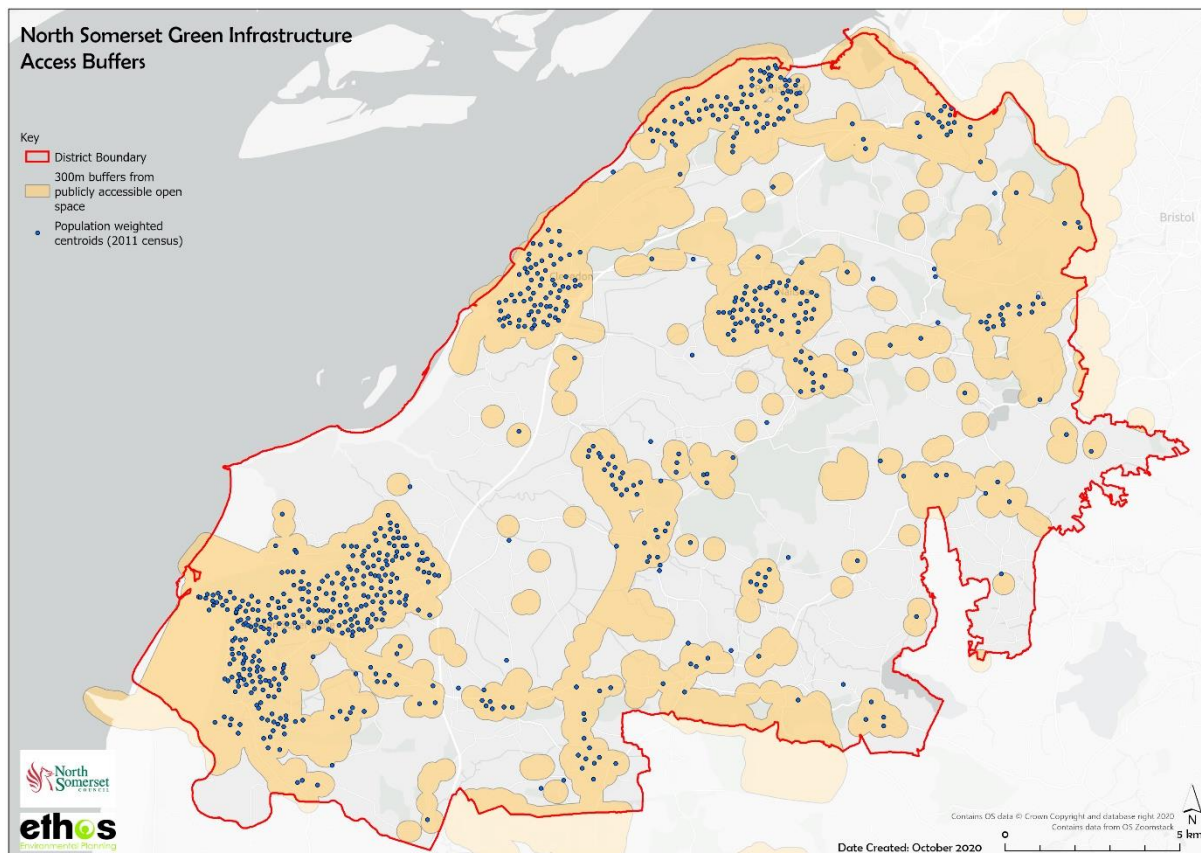 North Somerset Green Infrastructure
Access Buffers
Key
District Boundary
300m buffers from
publicly accessible open
space
Population weighted
centroids (2011 census)
Bristol
North
Somerset
COUNCIL
ethos
Environmental Planning
Contains OS data © Crown Copyright and database right 2020
Contains data from OS Zoomstack
Date Created: October 2020
0
5 km
N